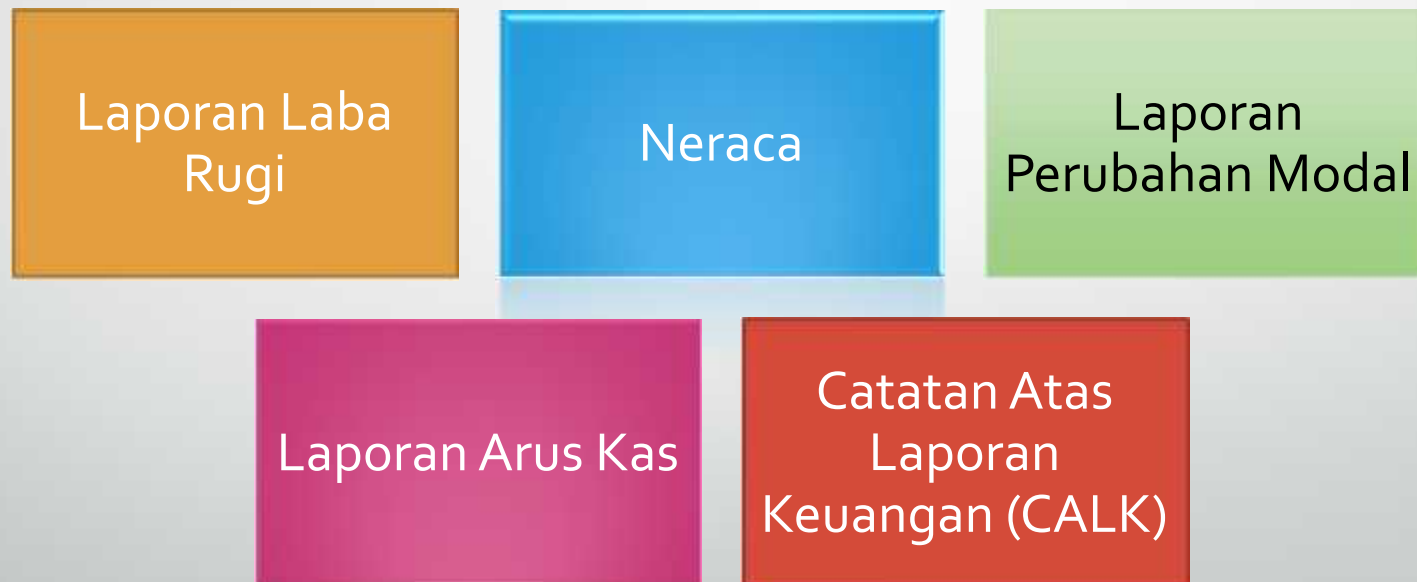 Laporan Laba
Rugi
Neraca
Laporan
Perubahan Modal
Laporan Arus Kas
Catatan Atas
Laporan
Keuangan (CALK)